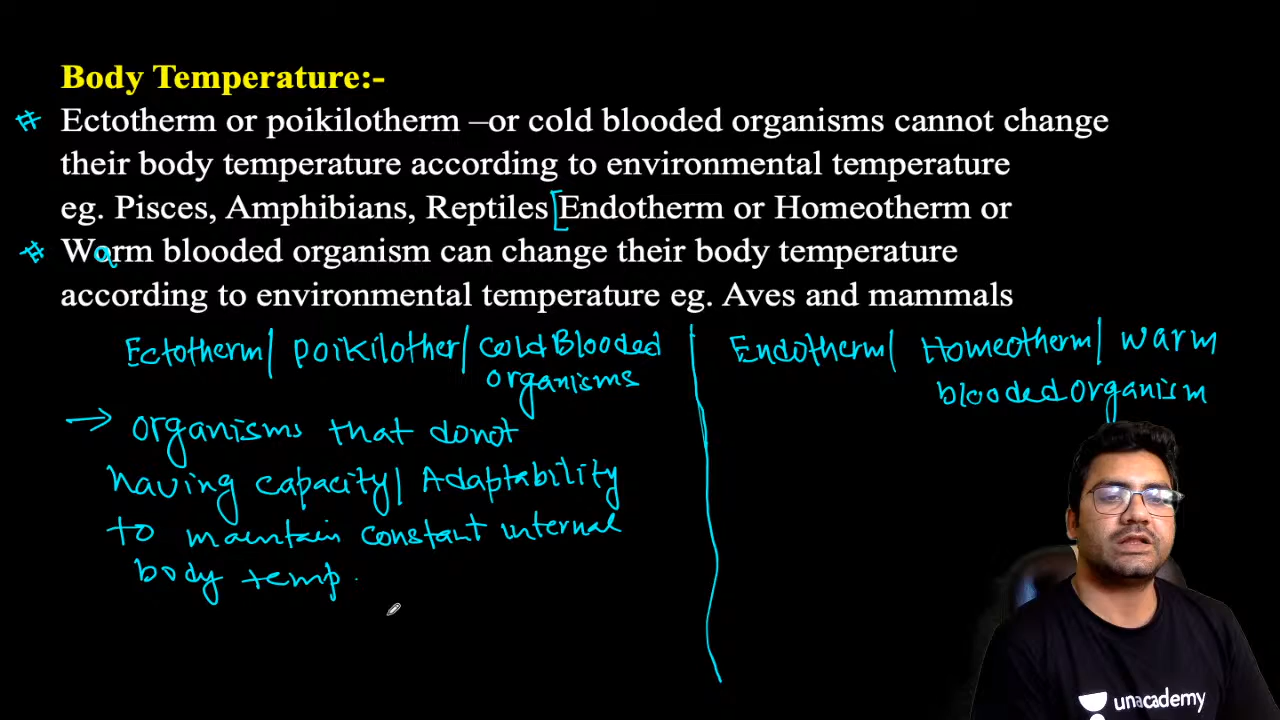 Body Temperature:-
# Ectotherm or poikilotherm –or cold blooded organisms cannot change
their body temperature according to environmental temperature
eg. Pisces, Amphibians, Reptiles [Endotherm or Homeotherm or
# Warm blooded organism can change their body temperature
according to environmental temperature eg. Aves and mammals
Ectotherm| poikilother| cold Blooded
organisms
→ organisms that donot
having capacity| Adaptability
to maintain constant internal
body temp.
Endotherm| Homeotherm| warm
blooded organism
unacademy